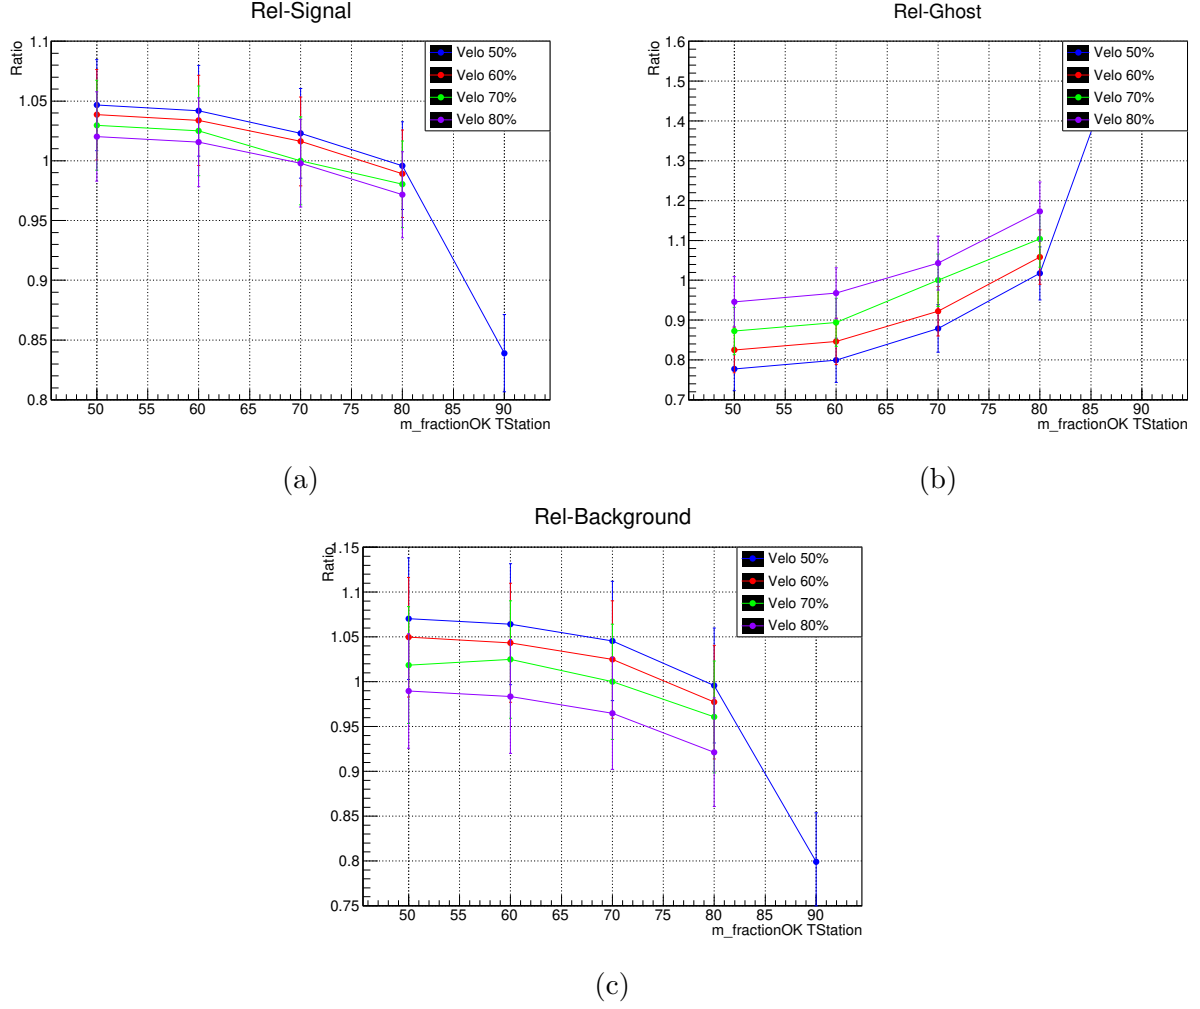 Rel-Signal
Ratio
1.1
1.05
1
0.95
0.9
0.85
0.8
50 55 60 65 70 75 80 85 90
m_fractionOK TStation
Velo 50%
Velo 60%
Velo 70%
Velo 80%
(a)
Rel-Ghost
Ratio
1.6
1.5
1.4
1.3
1.2
1.1
1
0.9
0.8
0.7
50 55 60 65 70 75 80 85 90
m_fractionOK TStation
Velo 50%
Velo 60%
Velo 70%
Velo 80%
(b)
Rel-Background
Ratio
1.15
1.1
1.05
1
0.95
0.9
0.85
0.8
0.75
50 55 60 65 70 75 80 85 90
m_fractionOK TStation
Velo 50%
Velo 60%
Velo 70%
Velo 80%
(c)